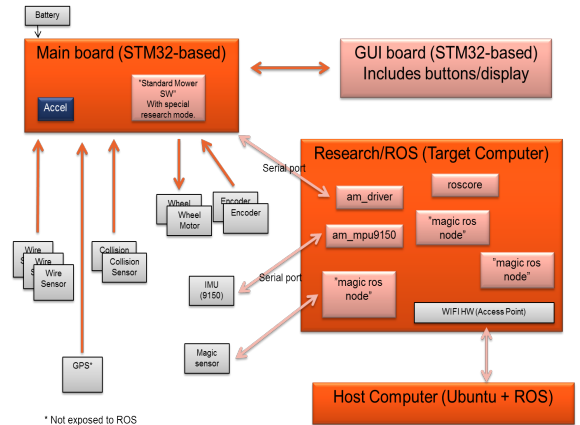 Battery
Main board (STM32-based)
"Standard Mower
SW"
With special
research mode.
Accel
GUI board (STM32-based)
Includes buttons/display
Serial port
Research/ROS (Target Computer)
am_driver
roscore
am_mpu9150
"magic ros
node"
"magic ros
node"
"magic ros
node"
WIFI HW (Access Point)
Serial port
Encoder
Encoder
Wheel
Wheel
Motor
Wire
Wire
Wire
Sensor
Collision
Collision
Sensor
IMU
(9150)
Magic
sensor
GPS*
Host Computer (Ubuntu + ROS)
* Not exposed to ROS